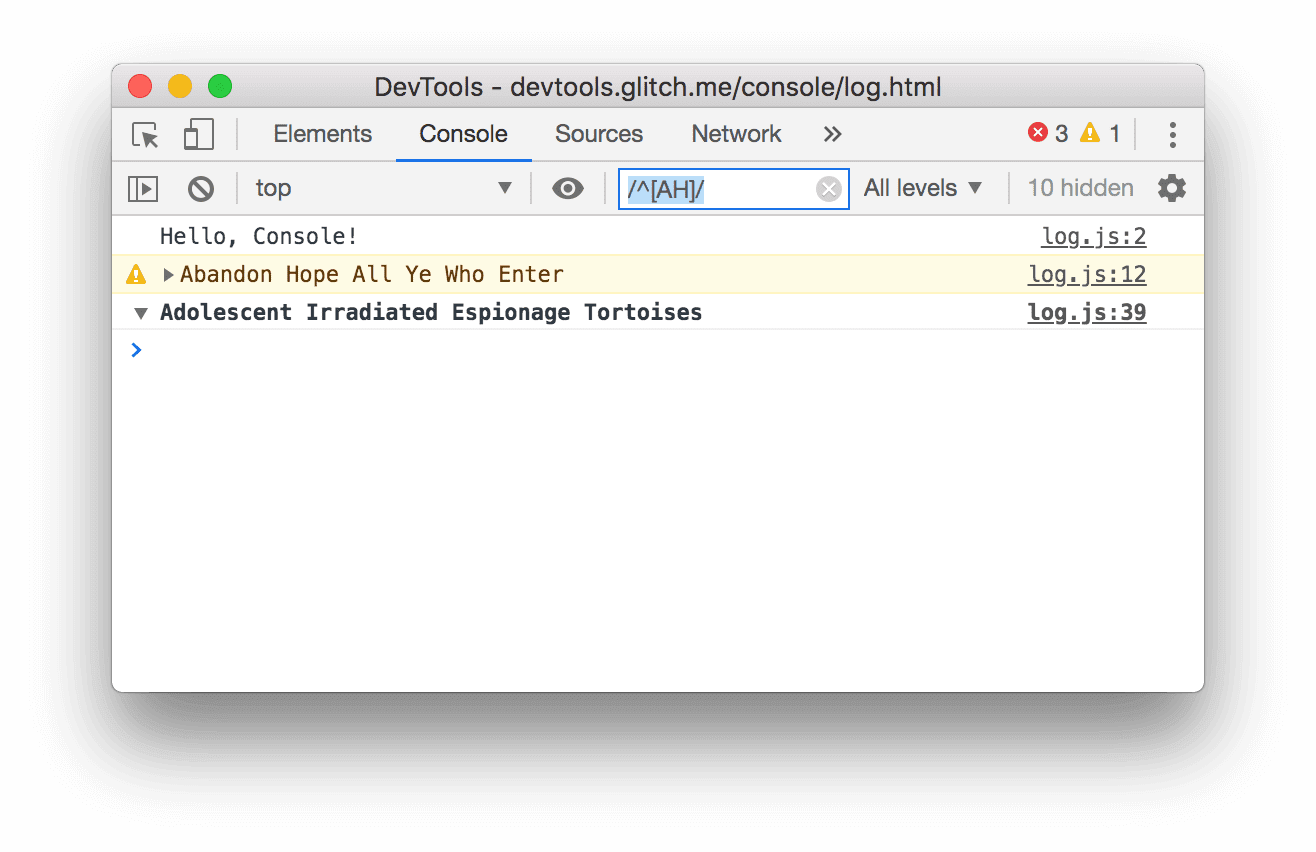 DevTools - devtools.glitch.me/console/log.html
Elements Console Sources Network » 3 1
top /^[AH]/ All levels 10 hidden
Hello, Console! log.js:2
Abandon Hope All Ye Who Enter log.js:12
Adolescent Irradiated Espionage Tortoises log.js:39